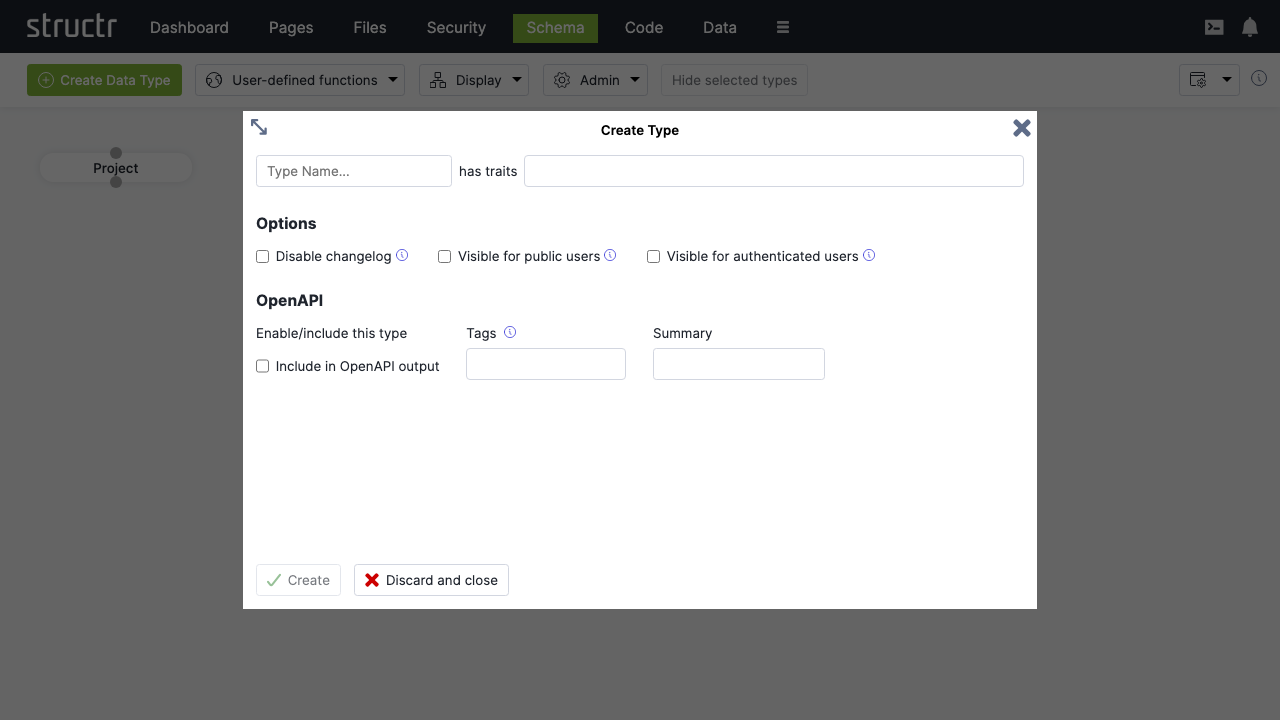 structr Dashboard Pages Files Security Schema Code Data
Create Data Type User-defined functions Display Admin Hide selected types
Create Type
Project
Type Name... has traits
Options
Disable changelog Visible for public users Visible for authenticated users
OpenAPI
Enable/include this type Tags Summary
Include in OpenAPI output
Create Discard and close